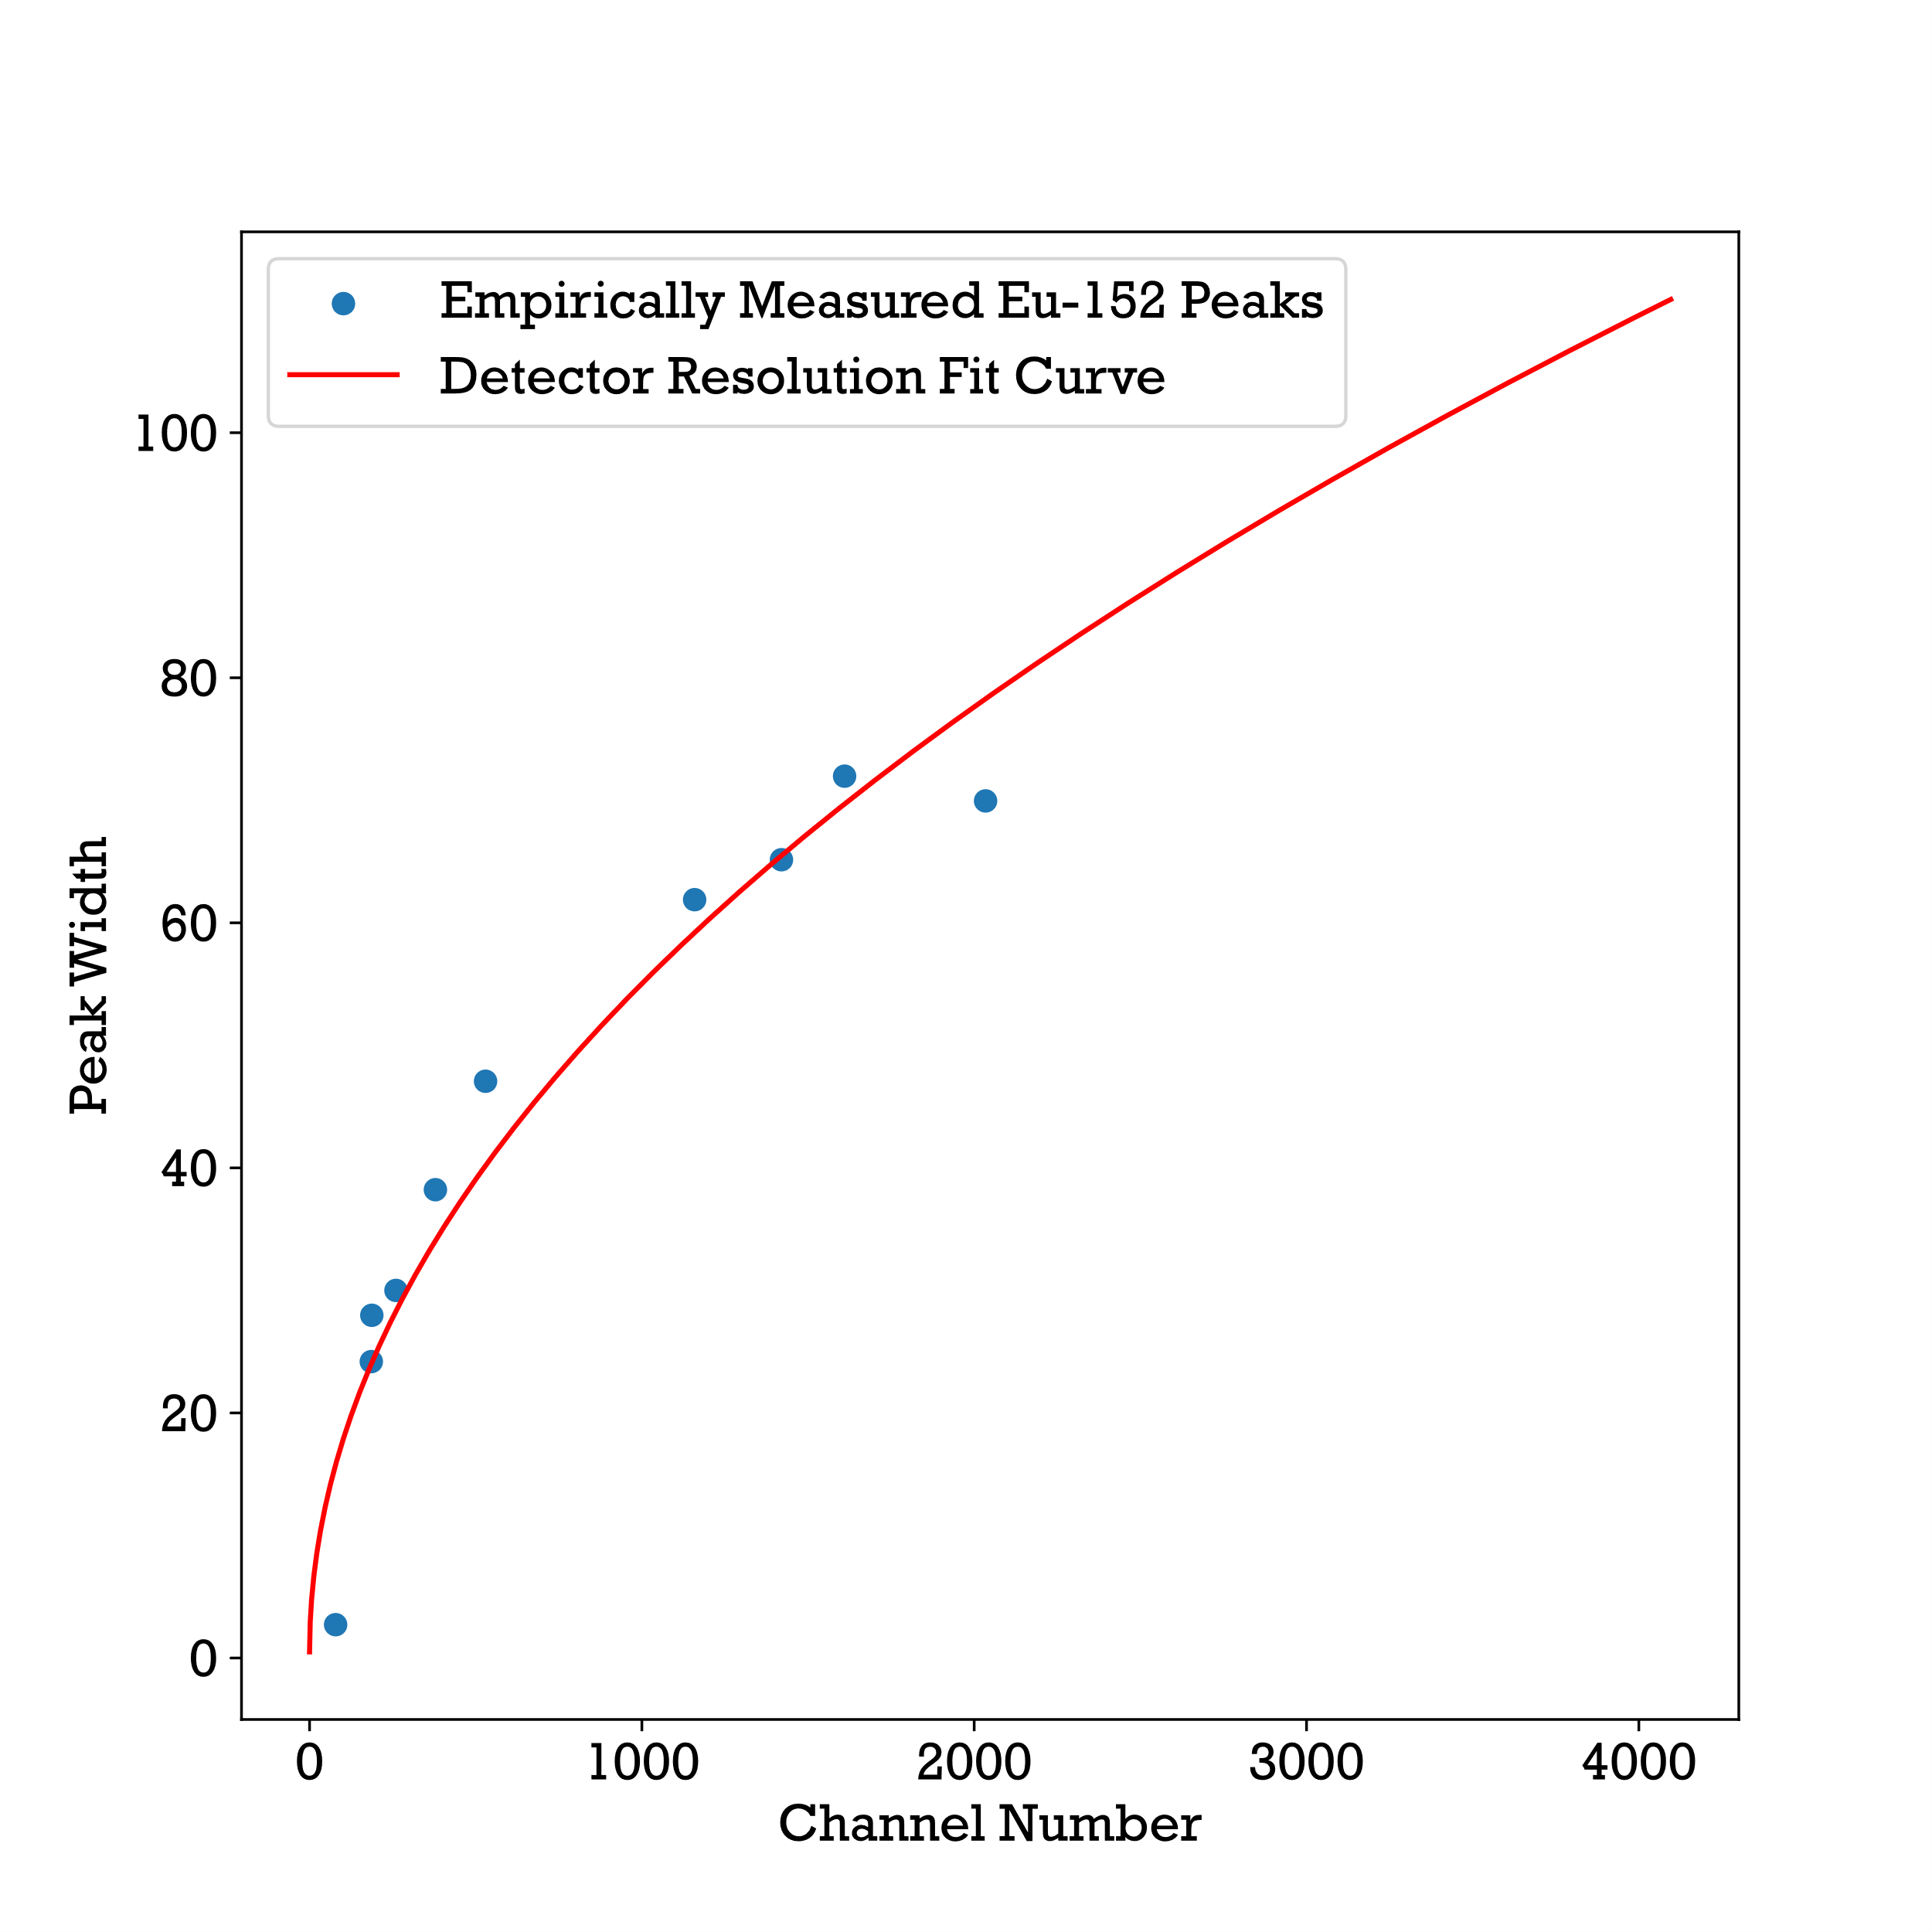 Empirically Measured Eu-152 Peaks
Detector Resolution Fit Curve
100
80
60
40
20
0
Peak Width
0 1000 2000 3000 4000
Channel Number